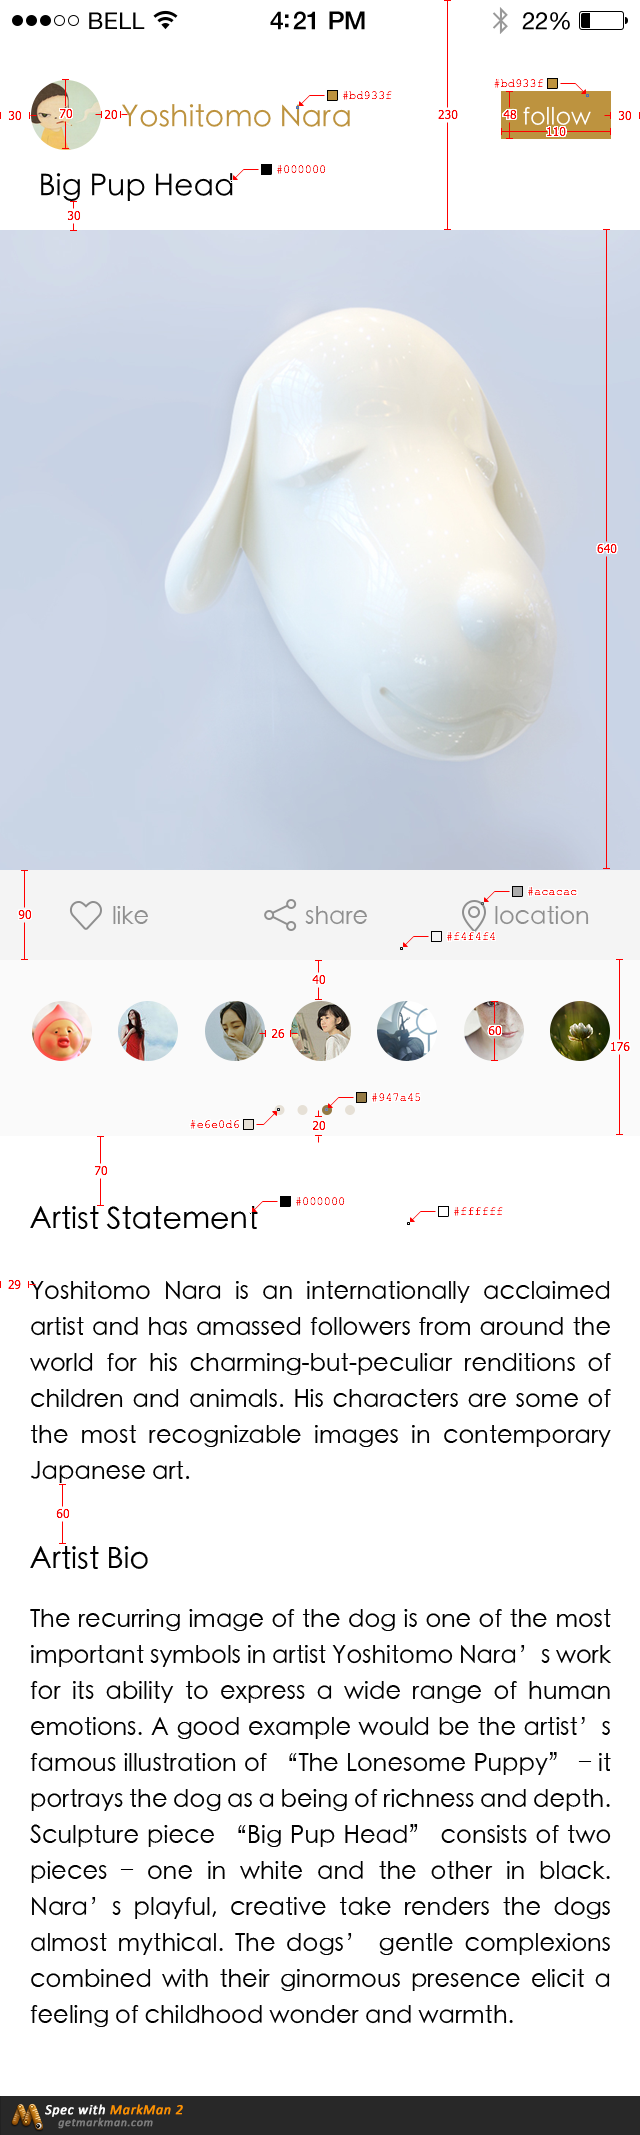 BELL 4:21 PM 22%
#bd933f #bd933f
30 70 20 Yoshitomo Nara 230 48 follow 110 30
#000000
Big Pup Head
30
640
#acacac
90 like share location
#f4f4f4
40
26 60 176
#947a45
#e6e0d6 20
70
#000000 #ffffff
Artist Statement
29 Yoshitomo Nara is an internationally acclaimed
artist and has amassed followers from around the
world for his charming-but-peculiar renditions of
children and animals. His characters are some of
the most recognizable images in contemporary
Japanese art.
60
Artist Bio
The recurring image of the dog is one of the most
important symbols in artist Yoshitomo Nara’s work
for its ability to express a wide range of human
emotions. A good example would be the artist’s
famous illustration of “The Lonesome Puppy” – it
portrays the dog as a being of richness and depth.
Sculpture piece “Big Pup Head” consists of two
pieces – one in white and the other in black.
Nara’s playful, creative take renders the dogs
almost mythical. The dogs’ gentle complexions
combined with their ginormous presence elicit a
feeling of childhood wonder and warmth.
Spec with MarkMan 2
getmarkman.com